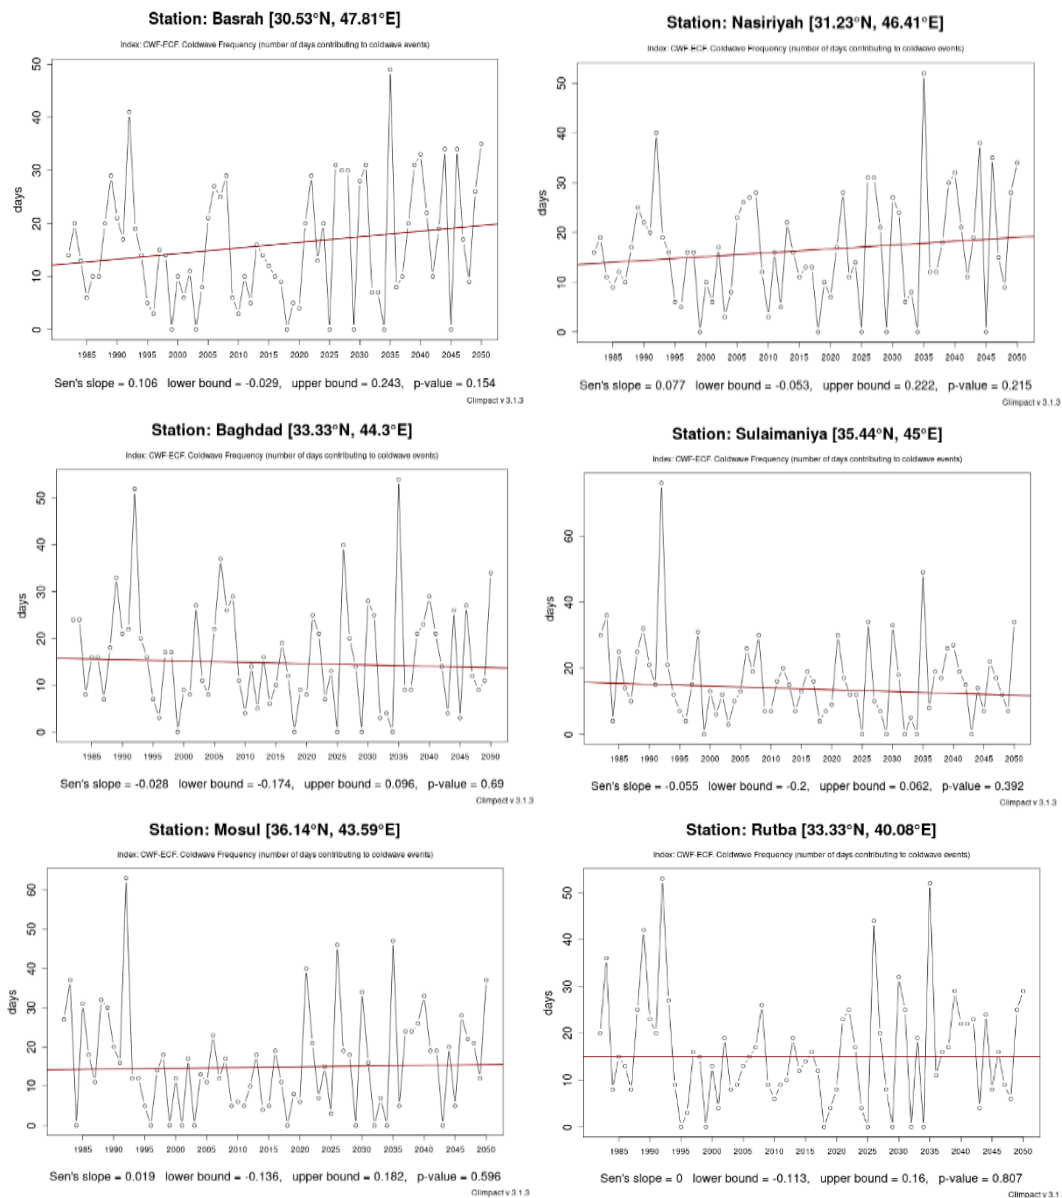 Station: Basrah [30.53°N, 47.81°E]
Index: CWF-ECF. Coldwave Frequency (number of days contributing to coldwave events)
50
40
30
20
10
0
days
1985 1990 1995 2000 2005 2010 2015 2020 2025 2030 2035 2040 2045 2050
Sen's slope = 0.106 lower bound = -0.029, upper bound = 0.243, p-value = 0.154
Climpact v 3.1.3
Station: Nasiriyah [31.23°N, 46.41°E]
Index: CWF-ECF. Coldwave Frequency (number of days contributing to coldwave events)
50
40
30
20
10
0
days
1985 1990 1995 2000 2005 2010 2015 2020 2025 2030 2035 2040 2045 2050
Sen's slope = 0.077 lower bound = -0.053, upper bound = 0.222, p-value = 0.215
Climpact v 3.1.3
Station: Baghdad [33.33°N, 44.3°E]
Index: CWF-ECF. Coldwave Frequency (number of days contributing to coldwave events)
50
40
30
20
10
0
days
1985 1990 1995 2000 2005 2010 2015 2020 2025 2030 2035 2040 2045 2050
Sen's slope = -0.028 lower bound = -0.174, upper bound = 0.096, p-value = 0.69
Climpact v 3.1.3
Station: Sulaimaniya [35.44°N, 45°E]
Index: CWF-ECF. Coldwave Frequency (number of days contributing to coldwave events)
60
40
20
0
days
1985 1990 1995 2000 2005 2010 2015 2020 2025 2030 2035 2040 2045 2050
Sen's slope = -0.055 lower bound = -0.2, upper bound = 0.062, p-value = 0.392
Climpact v 3.1.3
Station: Mosul [36.14°N, 43.59°E]
Index: CWF-ECF. Coldwave Frequency (number of days contributing to coldwave events)
60
50
40
30
20
10
0
days
1985 1990 1995 2000 2005 2010 2015 2020 2025 2030 2035 2040 2045 2050
Sen's slope = 0.019 lower bound = -0.136, upper bound = 0.182, p-value = 0.596
Climpact v 3.1.3
Station: Rutba [33.33°N, 40.08°E]
Index: CWF-ECF. Coldwave Frequency (number of days contributing to coldwave events)
50
40
30
20
10
0
days
1985 1990 1995 2000 2005 2010 2015 2020 2025 2030 2035 2040 2045 2050
Sen's slope = 0 lower bound = -0.113, upper bound = 0.16, p-value = 0.807
Climpact v 3.1